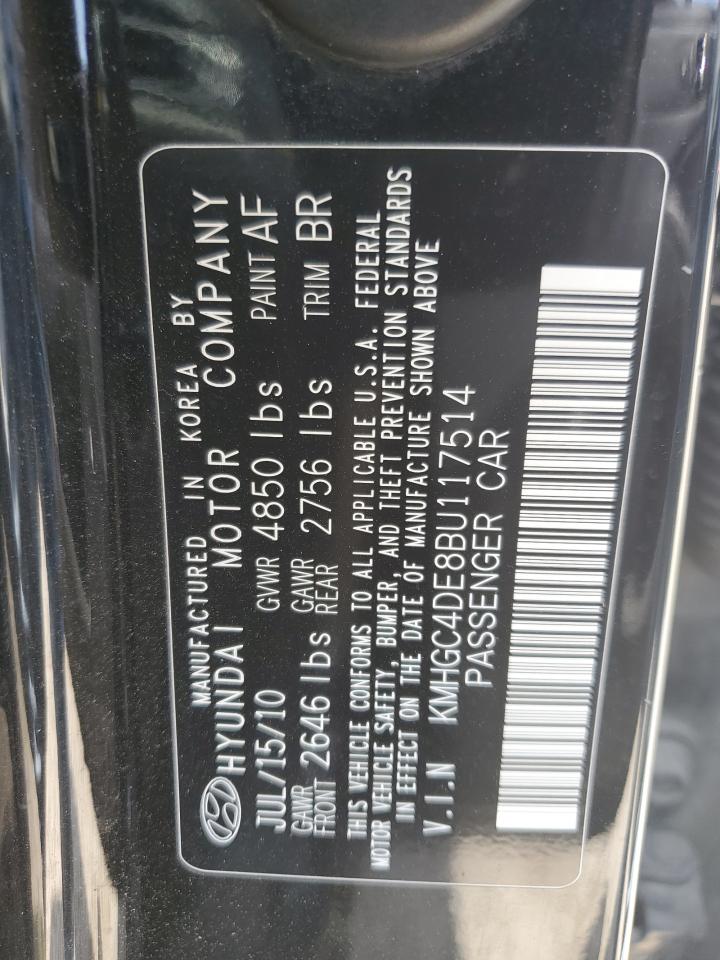 MANUFACTURED IN KOREA BY
HYUNDAI MOTOR COMPANY
JUL/15/10 GVWR 4850 lbs PAINT AF
GAWR FRONT 2646 lbs GAWR REAR 2756 lbs TRIM BR
THIS VEHICLE CONFORMS TO ALL APPLICABLE U.S.A. FEDERAL
MOTOR VEHICLE SAFETY, BUMPER, AND THEFT PREVENTION STANDARDS
IN EFFECT ON THE DATE OF MANUFACTURE SHOWN ABOVE
V.I.N KMHGC4DE8BU117514
PASSENGER CAR